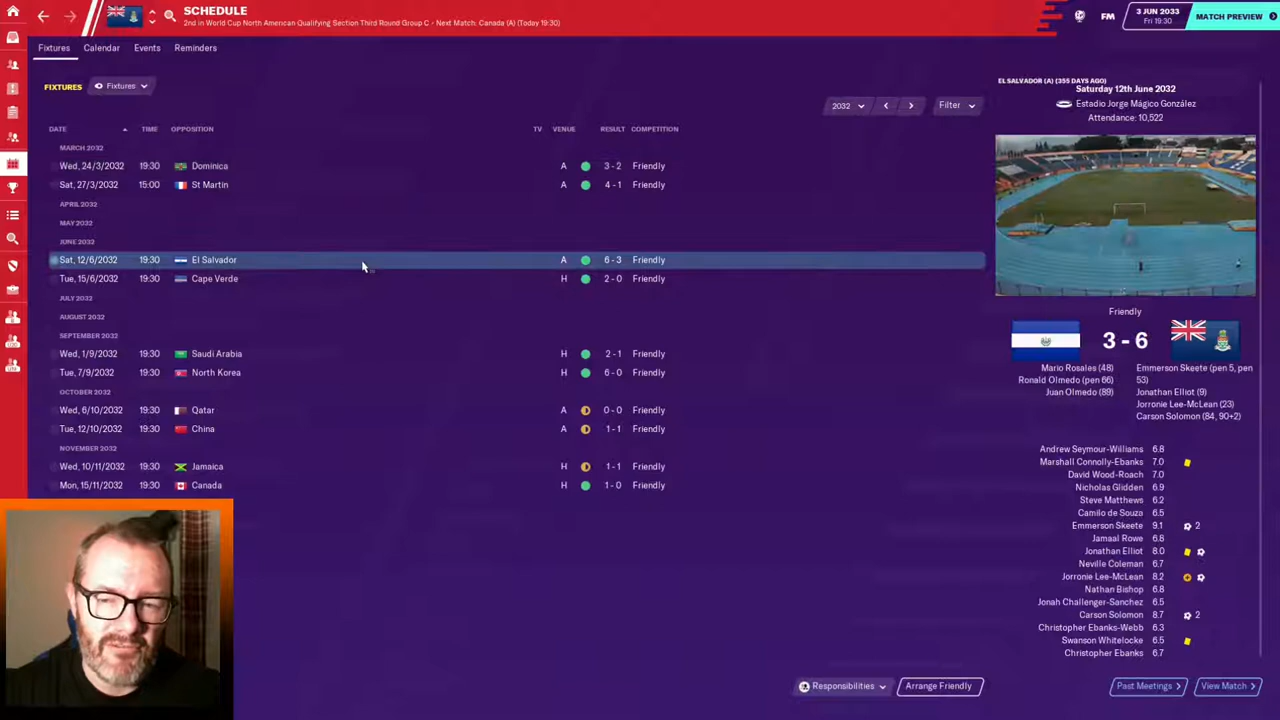 SCHEDULE
2nd in World Cup North American Qualifying Section Third Round Group C - Next Match: Canada (A) (Today 19:30)
FM
3 JUN 2033
Fri 19:30
MATCH PREVIEW
Fixtures
Calendar
Events
Reminders
FIXTURES
Fixtures
2032
Filter
DATE TIME OPPOSITION TV VENUE RESULT COMPETITION
MARCH 2032
Wed, 24/3/2032 19:30 Dominica A 3 - 2 Friendly
Sat, 27/3/2032 15:00 St Martin A 4 - 1 Friendly
APRIL 2032
MAY 2032
JUNE 2032
Sat, 12/6/2032 19:30 El Salvador A 6 - 3 Friendly
Tue, 15/6/2032 19:30 Cape Verde H 2 - 0 Friendly
JULY 2032
AUGUST 2032
SEPTEMBER 2032
Wed, 1/9/2032 19:30 Saudi Arabia H 2 - 1 Friendly
Tue, 7/9/2032 19:30 North Korea H 6 - 0 Friendly
OCTOBER 2032
Wed, 6/10/2032 19:30 Qatar A 0 - 0 Friendly
Tue, 12/10/2032 19:30 China A 1 - 1 Friendly
NOVEMBER 2032
Wed, 10/11/2032 19:30 Jamaica H 1 - 1 Friendly
Mon, 15/11/2032 19:30 Canada H 1 - 0 Friendly
EL SALVADOR (A) (355 DAYS AGO)
Saturday 12th June 2032
Estadio Jorge Mágico González
Attendance: 10,522
Friendly
3 - 6
Mario Rosales (48)
Ronald Olmedo (pen 66)
Juan Olmedo (89)
Emmerson Skeete (pen 5, pen
53)
Jonathan Elliot (9)
Jorronie Lee-McLean (23)
Carson Solomon (84, 90+2)
Andrew Seymour-Williams 6.8
Marshall Connolly-Ebanks 7.0
David Wood-Roach 7.0
Nicholas Glidden 6.9
Steve Matthews 6.2
Camilo de Souza 6.5
Emmerson Skeete 9.1 2
Jamaal Rowe 6.8
Jonathan Elliot 8.0
Neville Coleman 6.7
Jorronie Lee-McLean 8.2
Nathan Bishop 6.8
Jonah Challenger-Sanchez 6.5
Carson Solomon 8.7 2
Christopher Ebanks-Webb 6.3
Swanson Whitelocke 6.5
Christopher Ebanks 6.7
Responsibilities
Arrange Friendly
Past Meetings
View Match